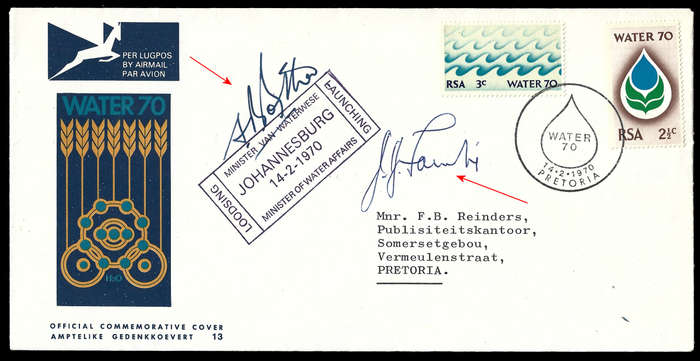 PER LUGPOS
BY AIRMAIL
PAR AVION
WATER 70
H2O
OFFICIAL COMMEMORATIVE COVER
AMPTELIKE GEDENKKOEVERT 13
LOODSING
MINISTER VAN WATERWESE
JOHANNESBURG
14-2-1970
MINISTER OF WATER AFFAIRS
LAUNCHING
RSA 3c WATER 70
WATER 70
RSA 2½c
WATER
70
14-2-1970
PRETORIA
Mnr. F.B. Reinders,
Publisiteitskantoor,
Somersetgebou,
Vermeulenstraat,
PRETORIA.